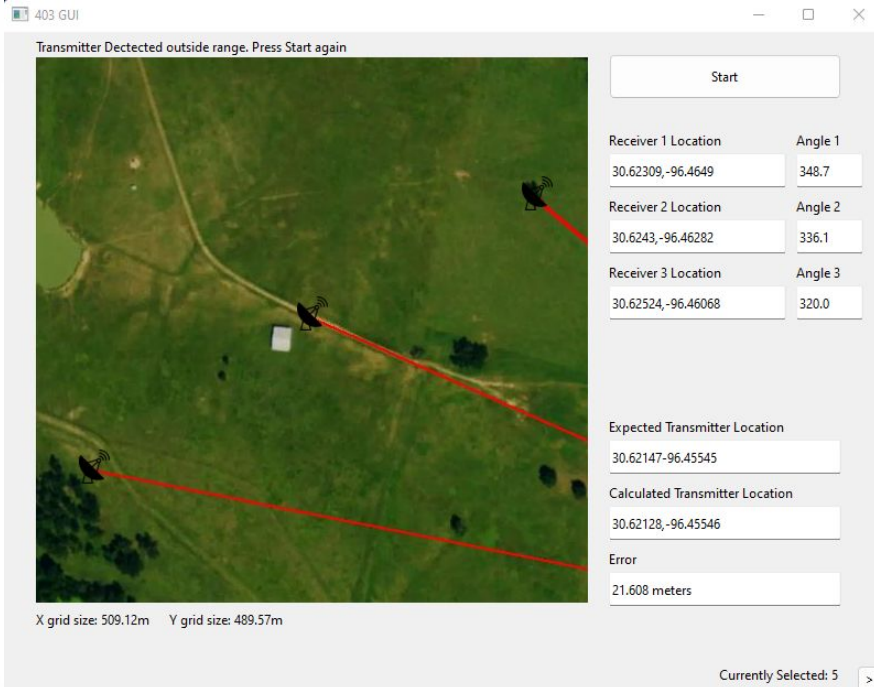 403 GUI
Transmitter Dectected outside range. Press Start again
Start
Receiver 1 Location Angle 1
30.62309,-96.4649 348.7
Receiver 2 Location Angle 2
30.6243,-96.46282 336.1
Receiver 3 Location Angle 3
30.62524,-96.46068 320.0
Expected Transmitter Location
30.62147-96.45545
Calculated Transmitter Location
30.62128,-96.45546
Error
21.608 meters
X grid size: 509.12m Y grid size: 489.57m
Currently Selected: 5 >